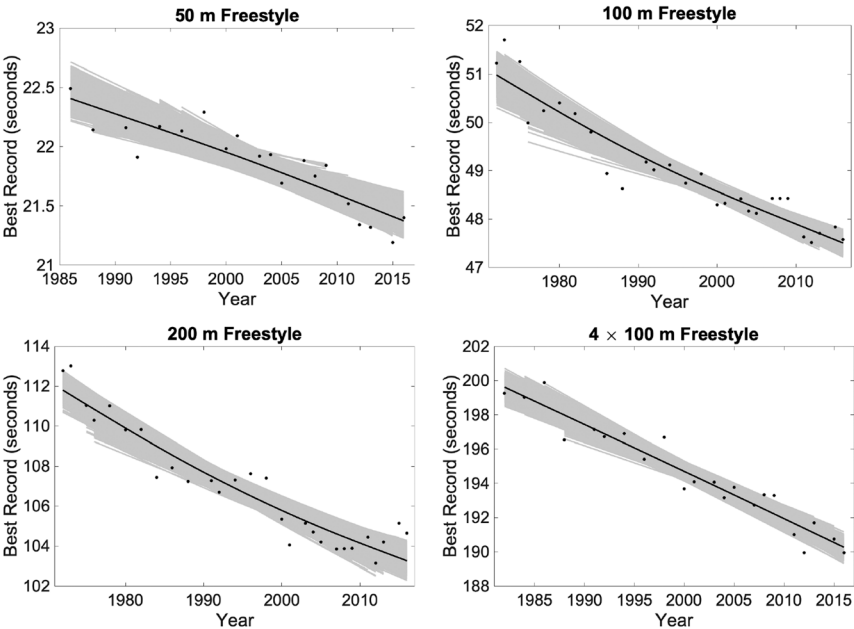 50 m Freestyle
23
22.5
22
21.5
21
Best Record (seconds)
1985 1990 1995 2000 2005 2010 2015
Year
100 m Freestyle
52
51
50
49
48
47
Best Record (seconds)
1980 1990 2000 2010
Year
200 m Freestyle
114
112
110
108
106
104
102
Best Record (seconds)
1980 1990 2000 2010
Year
4 × 100 m Freestyle
202
200
198
196
194
192
190
188
Best Record (seconds)
1985 1990 1995 2000 2005 2010 2015
Year